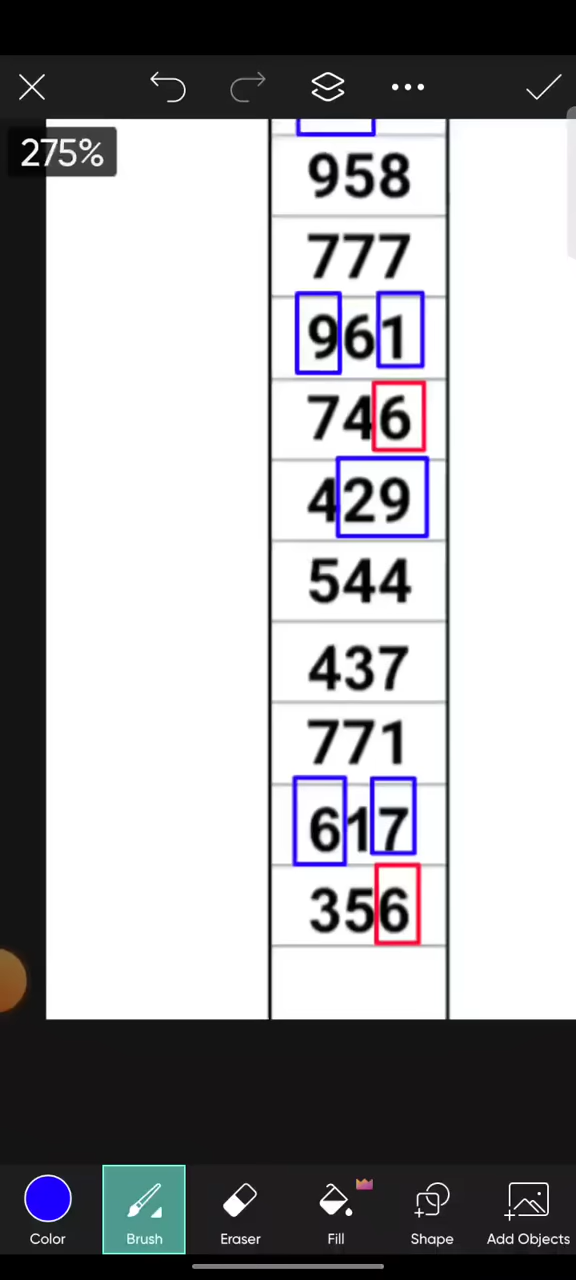 275%
958
777
961
746
429
544
437
771
617
356
Color
Brush
Eraser
Fill
Shape
Add Objects